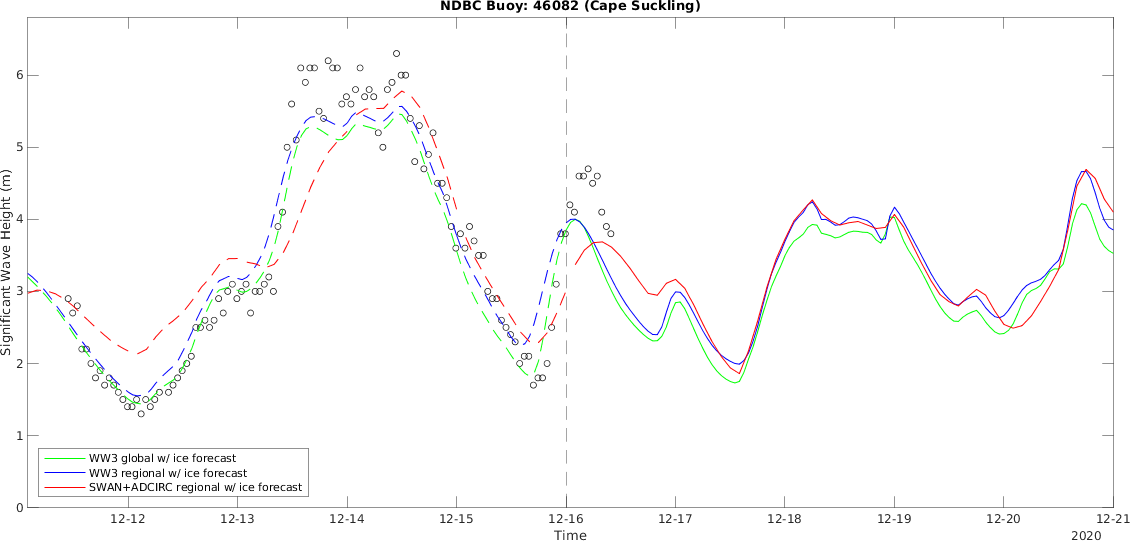 NDBC Buoy: 46082 (Cape Suckling)
Significant Wave Height (m)
6
5
4
3
2
1
0
WW3 global w/ ice forecast
WW3 regional w/ ice forecast
SWAN+ADCIRC regional w/ ice forecast
12-12 12-13 12-14 12-15 12-16 12-17 12-18 12-19 12-20 12-21
Time
2020